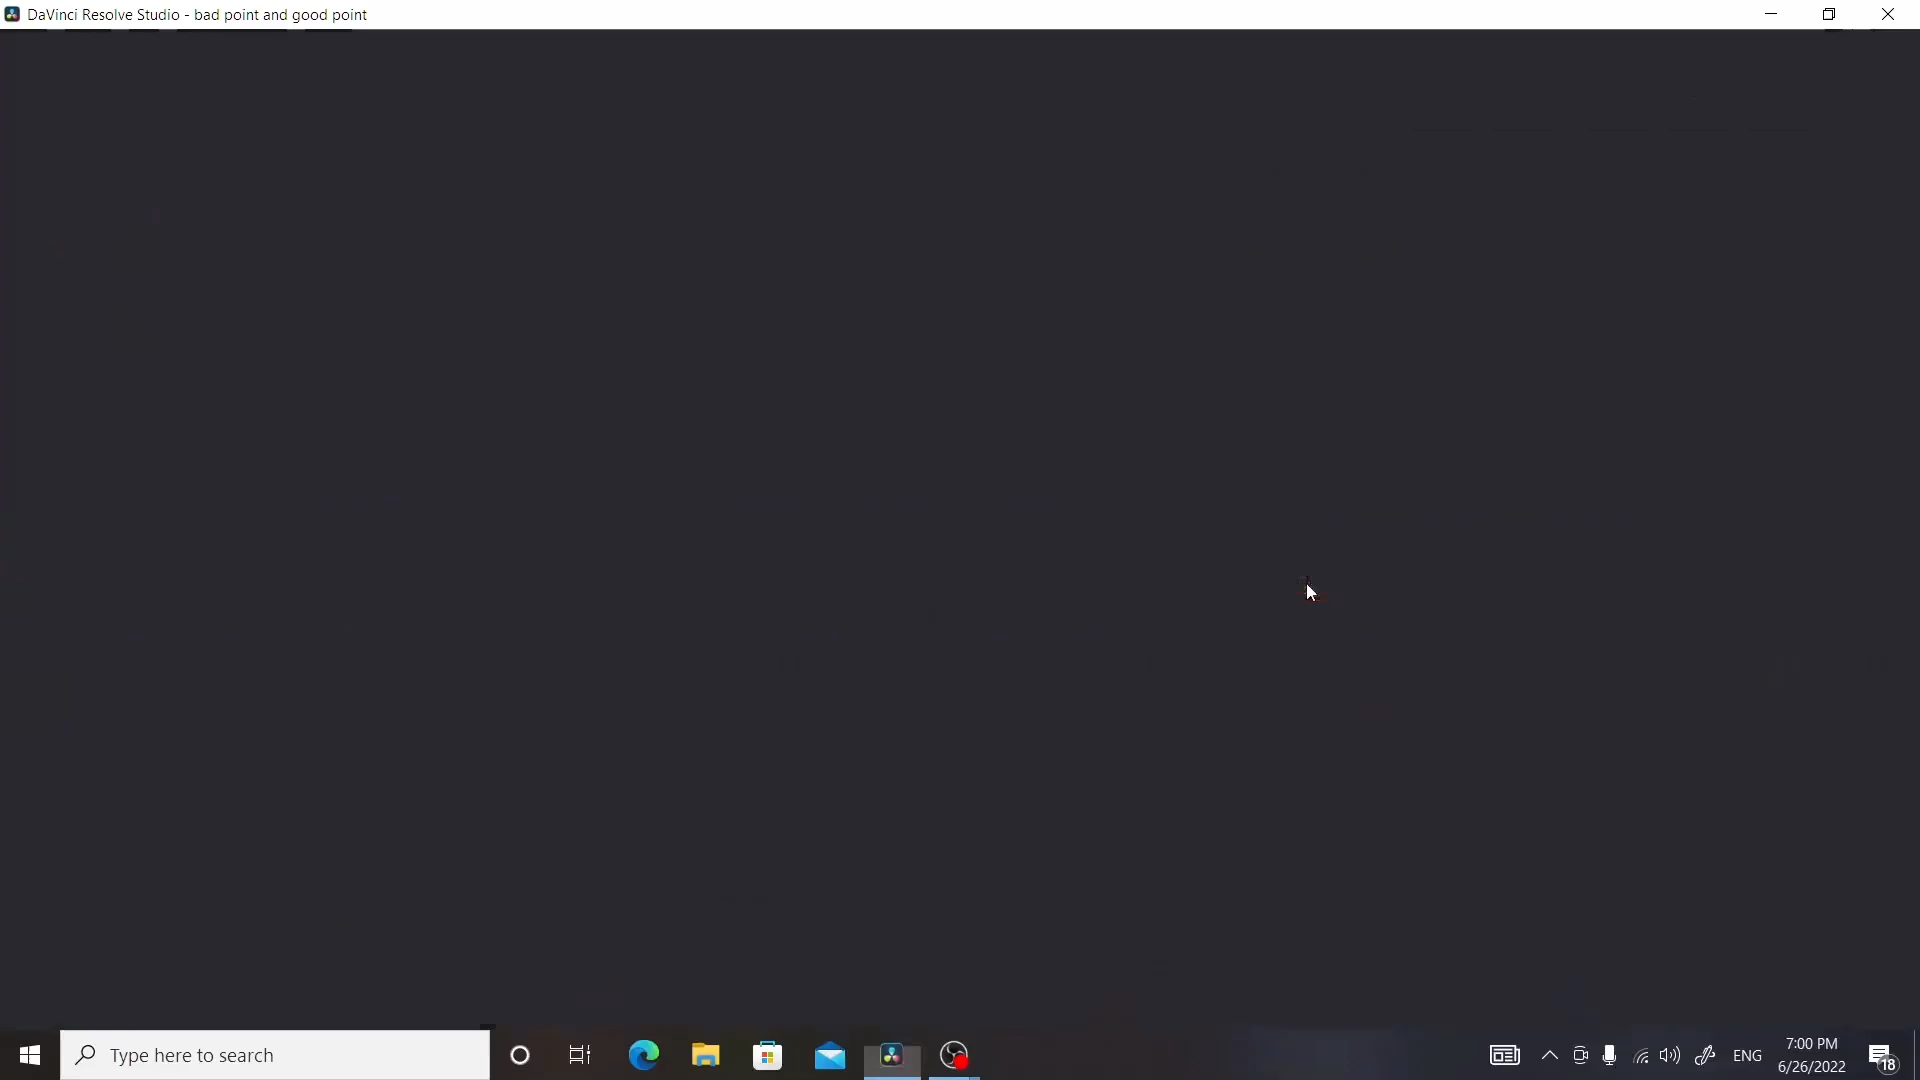 DaVinci Resolve Studio - bad point and good point
Type here to search
ENG
7:00 PM
6/26/2022
18